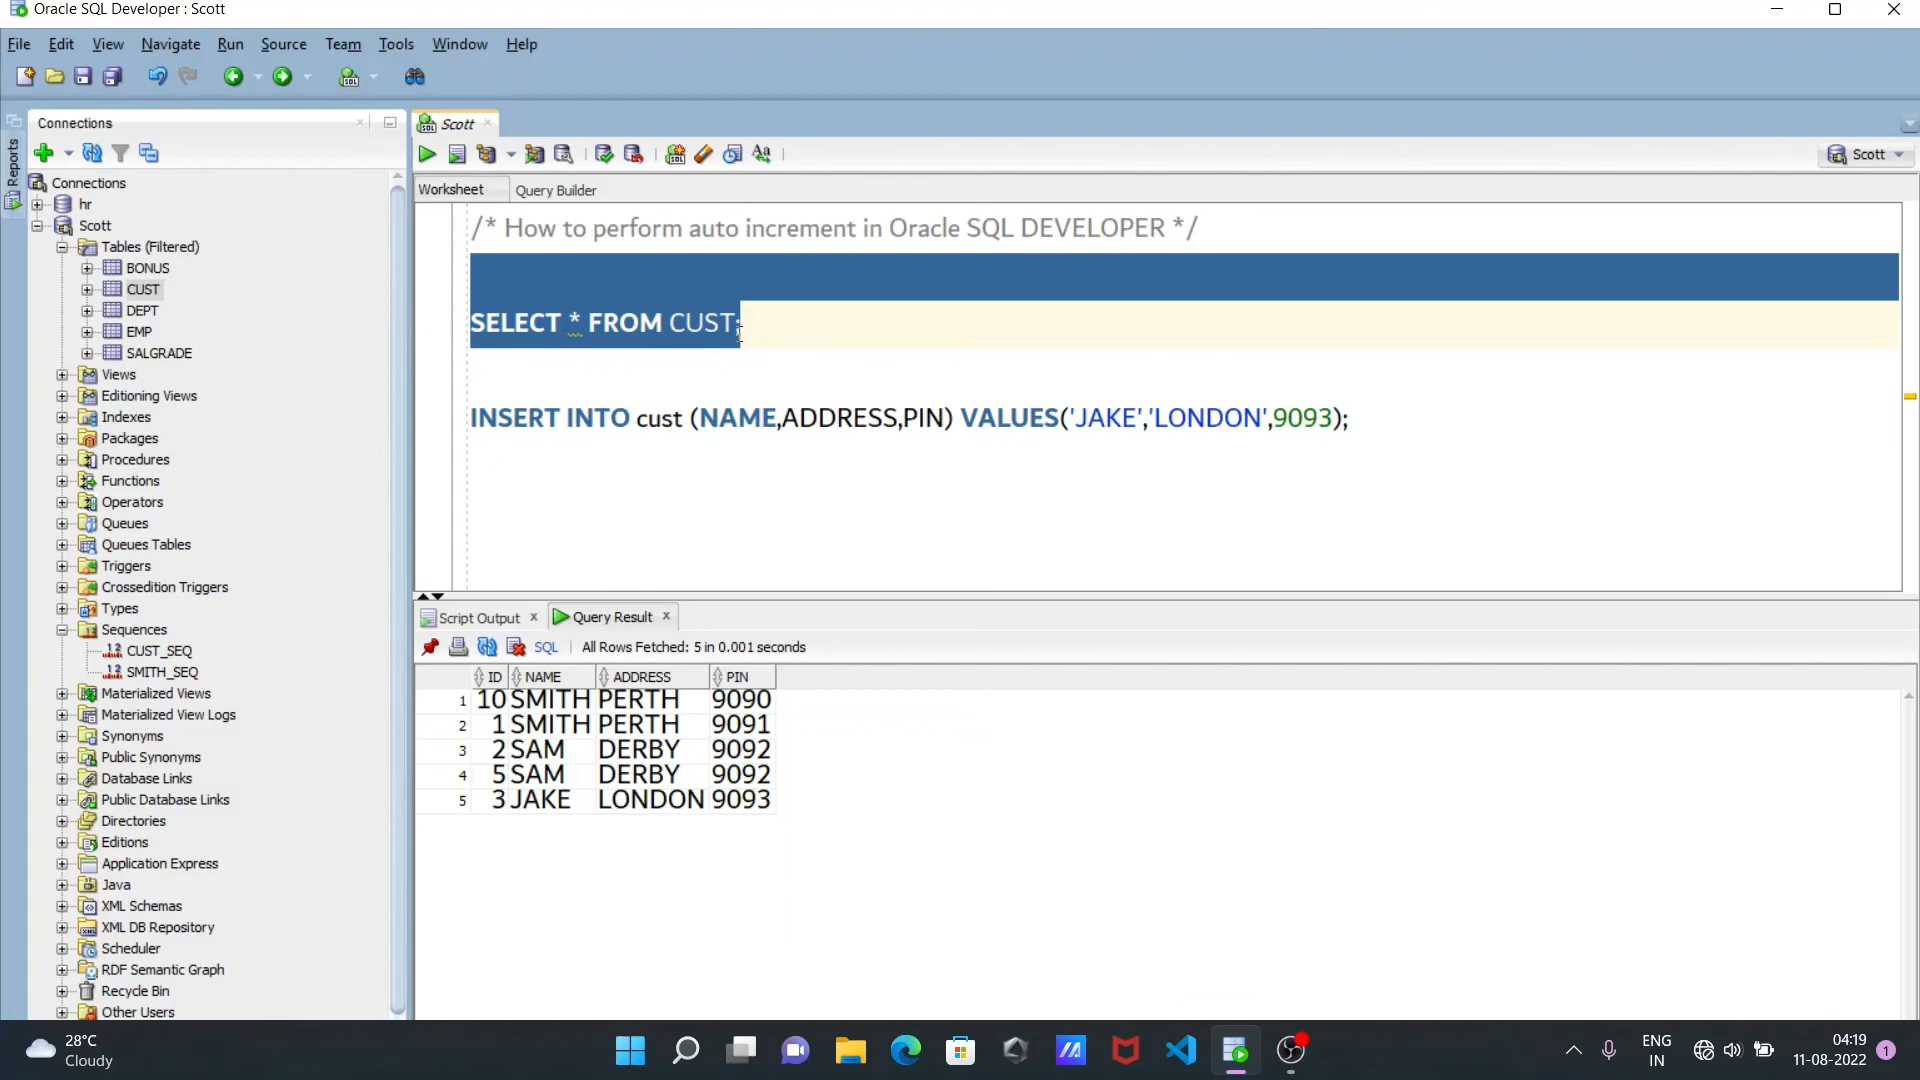 Oracle SQL Developer : Scott
File Edit View Navigate Run Source Team Tools Window Help
SQL
Reports
Connections
Connections
hr
Scott
Tables (Filtered)
BONUS
CUST
DEPT
EMP
SALGRADE
Views
Editioning Views
Indexes
Packages
Procedures
Functions
Operators
Queues
Queues Tables
Triggers
Crossedition Triggers
Types
Sequences
CUST_SEQ
SMITH_SEQ
Materialized Views
Materialized View Logs
Synonyms
Public Synonyms
Database Links
Public Database Links
Directories
Editions
Application Express
Java
XML Schemas
XML DB Repository
Scheduler
RDF Semantic Graph
Recycle Bin
Other Users
Scott
Scott
Worksheet Query Builder
/* How to perform auto increment in Oracle SQL DEVELOPER */
SELECT * FROM CUST;
INSERT INTO cust (NAME,ADDRESS,PIN) VALUES('JAKE','LONDON',9093);
Script Output x Query Result x
SQL | All Rows Fetched: 5 in 0.001 seconds
ID NAME ADDRESS PIN
1 10 SMITH PERTH 9090
2 1 SMITH PERTH 9091
3 2 SAM DERBY 9092
4 5 SAM DERBY 9092
5 3 JAKE LONDON 9093
28°C
Cloudy
ENG
IN
04:19
11-08-2022
1